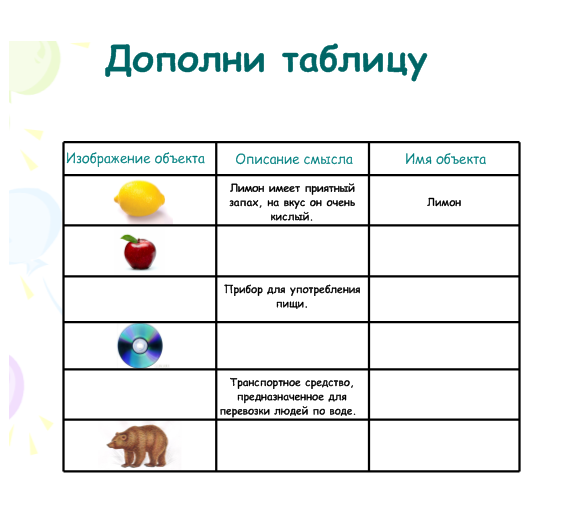 Дополни таблицу
Изображение объекта
Описание смысла
Имя объекта
Лимон имеет приятный
запах, на вкус он очень
кислый.
Лимон
Прибор для употребления
пищи.
Транспортное средство,
предназначенное для
перевозки людей по воде.